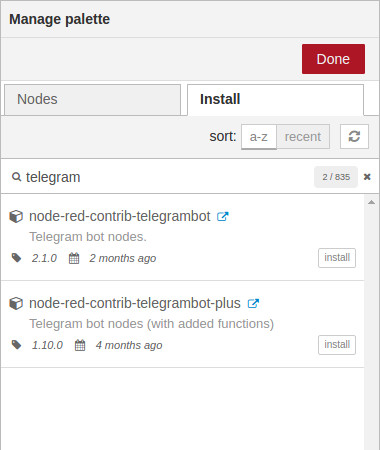 Manage palette
Done
Nodes
Install
sort: a-z recent
telegram
2 / 835
node-red-contrib-telegrambot
Telegram bot nodes.
2.1.0 2 months ago
install
node-red-contrib-telegrambot-plus
Telegram bot nodes (with added functions)
1.10.0 4 months ago
install